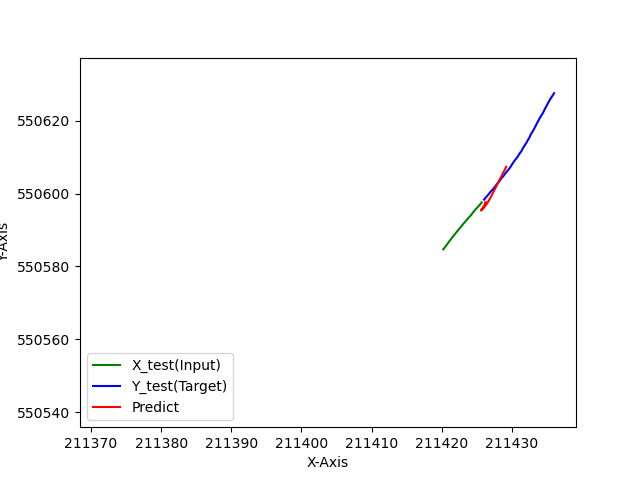 550620
550600
550580
550560
550540
Y-Axis
X_test(Input)
Y_test(Target)
Predict
211370 211380 211390 211400 211410 211420 211430
X-Axis